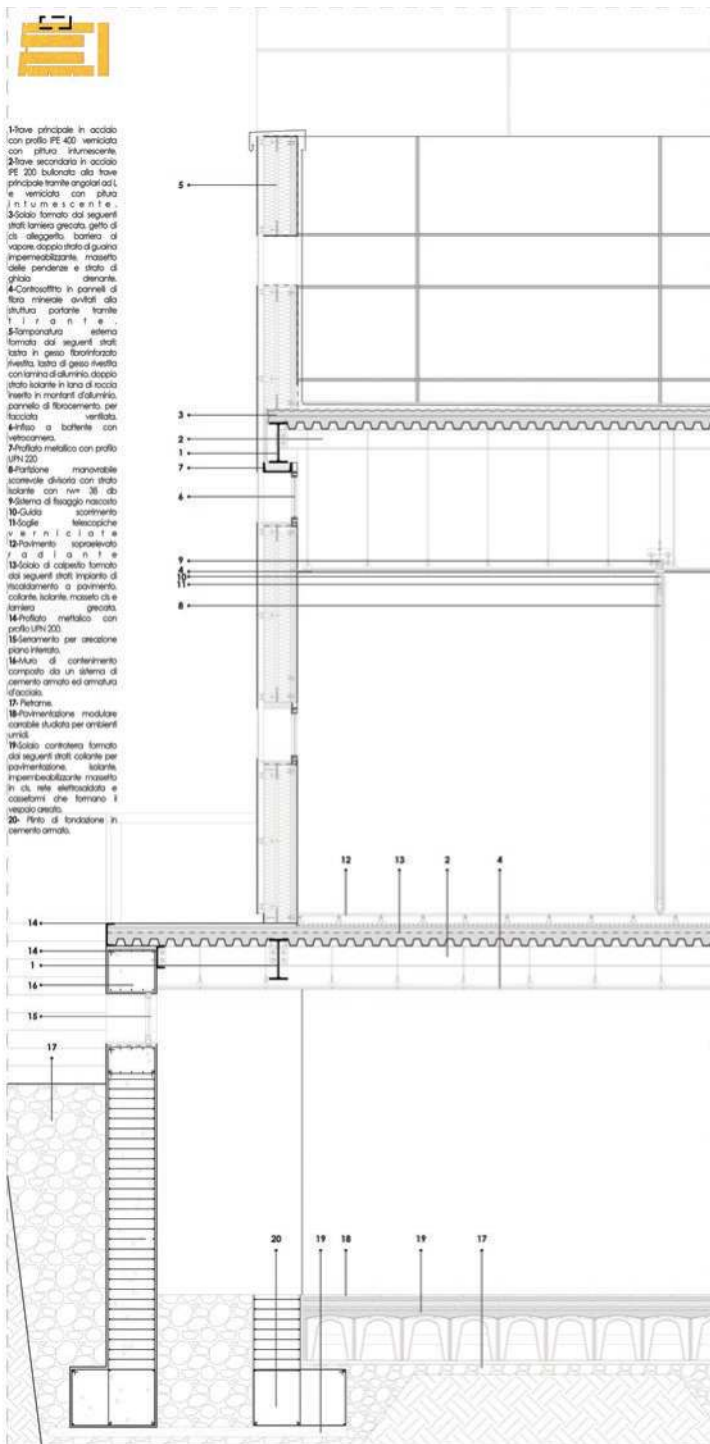 1-Trave principale in acciaio
con profilo IPE 400 verniciata
con pittura intumescente.
2-Trave secondaria in acciaio
IPE 200 bullonata alla trave
principale tramite angolari ad L
e verniciata con pitura
intumescente.
3-Solaio formato dai seguenti
strati: lamiera grecata, getto di
cls alleggerito, barriera al
vapore, doppio strato di guaina
impermeabilizzante, massetto
delle pendenze e strato di
ghiaia drenante.
4-Controsoffitto in pannelli di
fibra minerale avvitati alla
struttura portante tramite
tirante.
5-Tamponatura esterna
formata dai seguenti strati:
lastra in gesso fibrorinforzato
rivestita, lastra di gesso rivestita
con lamina di alluminio, doppio
strato isolante in lana di roccia
inserito in montanti d'alluminio,
pannello di fibrocemento, per
facciata ventilata.
6-Infisso a battente con
vetrocamera.
7-Profilato metallico con profilo
UPN 220
8-Partizione manovrabile
scorrevole divisoria con strato
isolante con rw= 38 db
9-Sistema di fissaggio nascosto
10-Guida scorrimento
11-Soglie telescopiche
verniciate
12-Pavimento sopraelevato
radiante
13-Solaio di calpestio formato
dai seguenti strati: impianto di
riscaldamento a pavimento,
collante, isolante, masseto cls e
lamiera grecata.
14-Profilato metallico con
profilo UPN 200.
15-Serramento per areazione
piano interrato.
16-Muro di contenimento
composto da un sistema di
cemento armato ed armatura
d'acciaio.
17- Pietrame.
18-Pavimentazione modulare
carrabile studiata per ambienti
umidi.
19-Solaio controterra formato
dai seguenti strati: collante per
pavimentazione, isolante,
impermbeabilizzante massetto
in cls, rete elettrosaldata e
casseformi che formano il
vespaio areato.
20- Plinto di fondazione in
cemento armato.
5
3
2
1
7
6
9
4
10
11
8
12 13 2 4
14
14
1
16
15
17
20 19 18 19 17